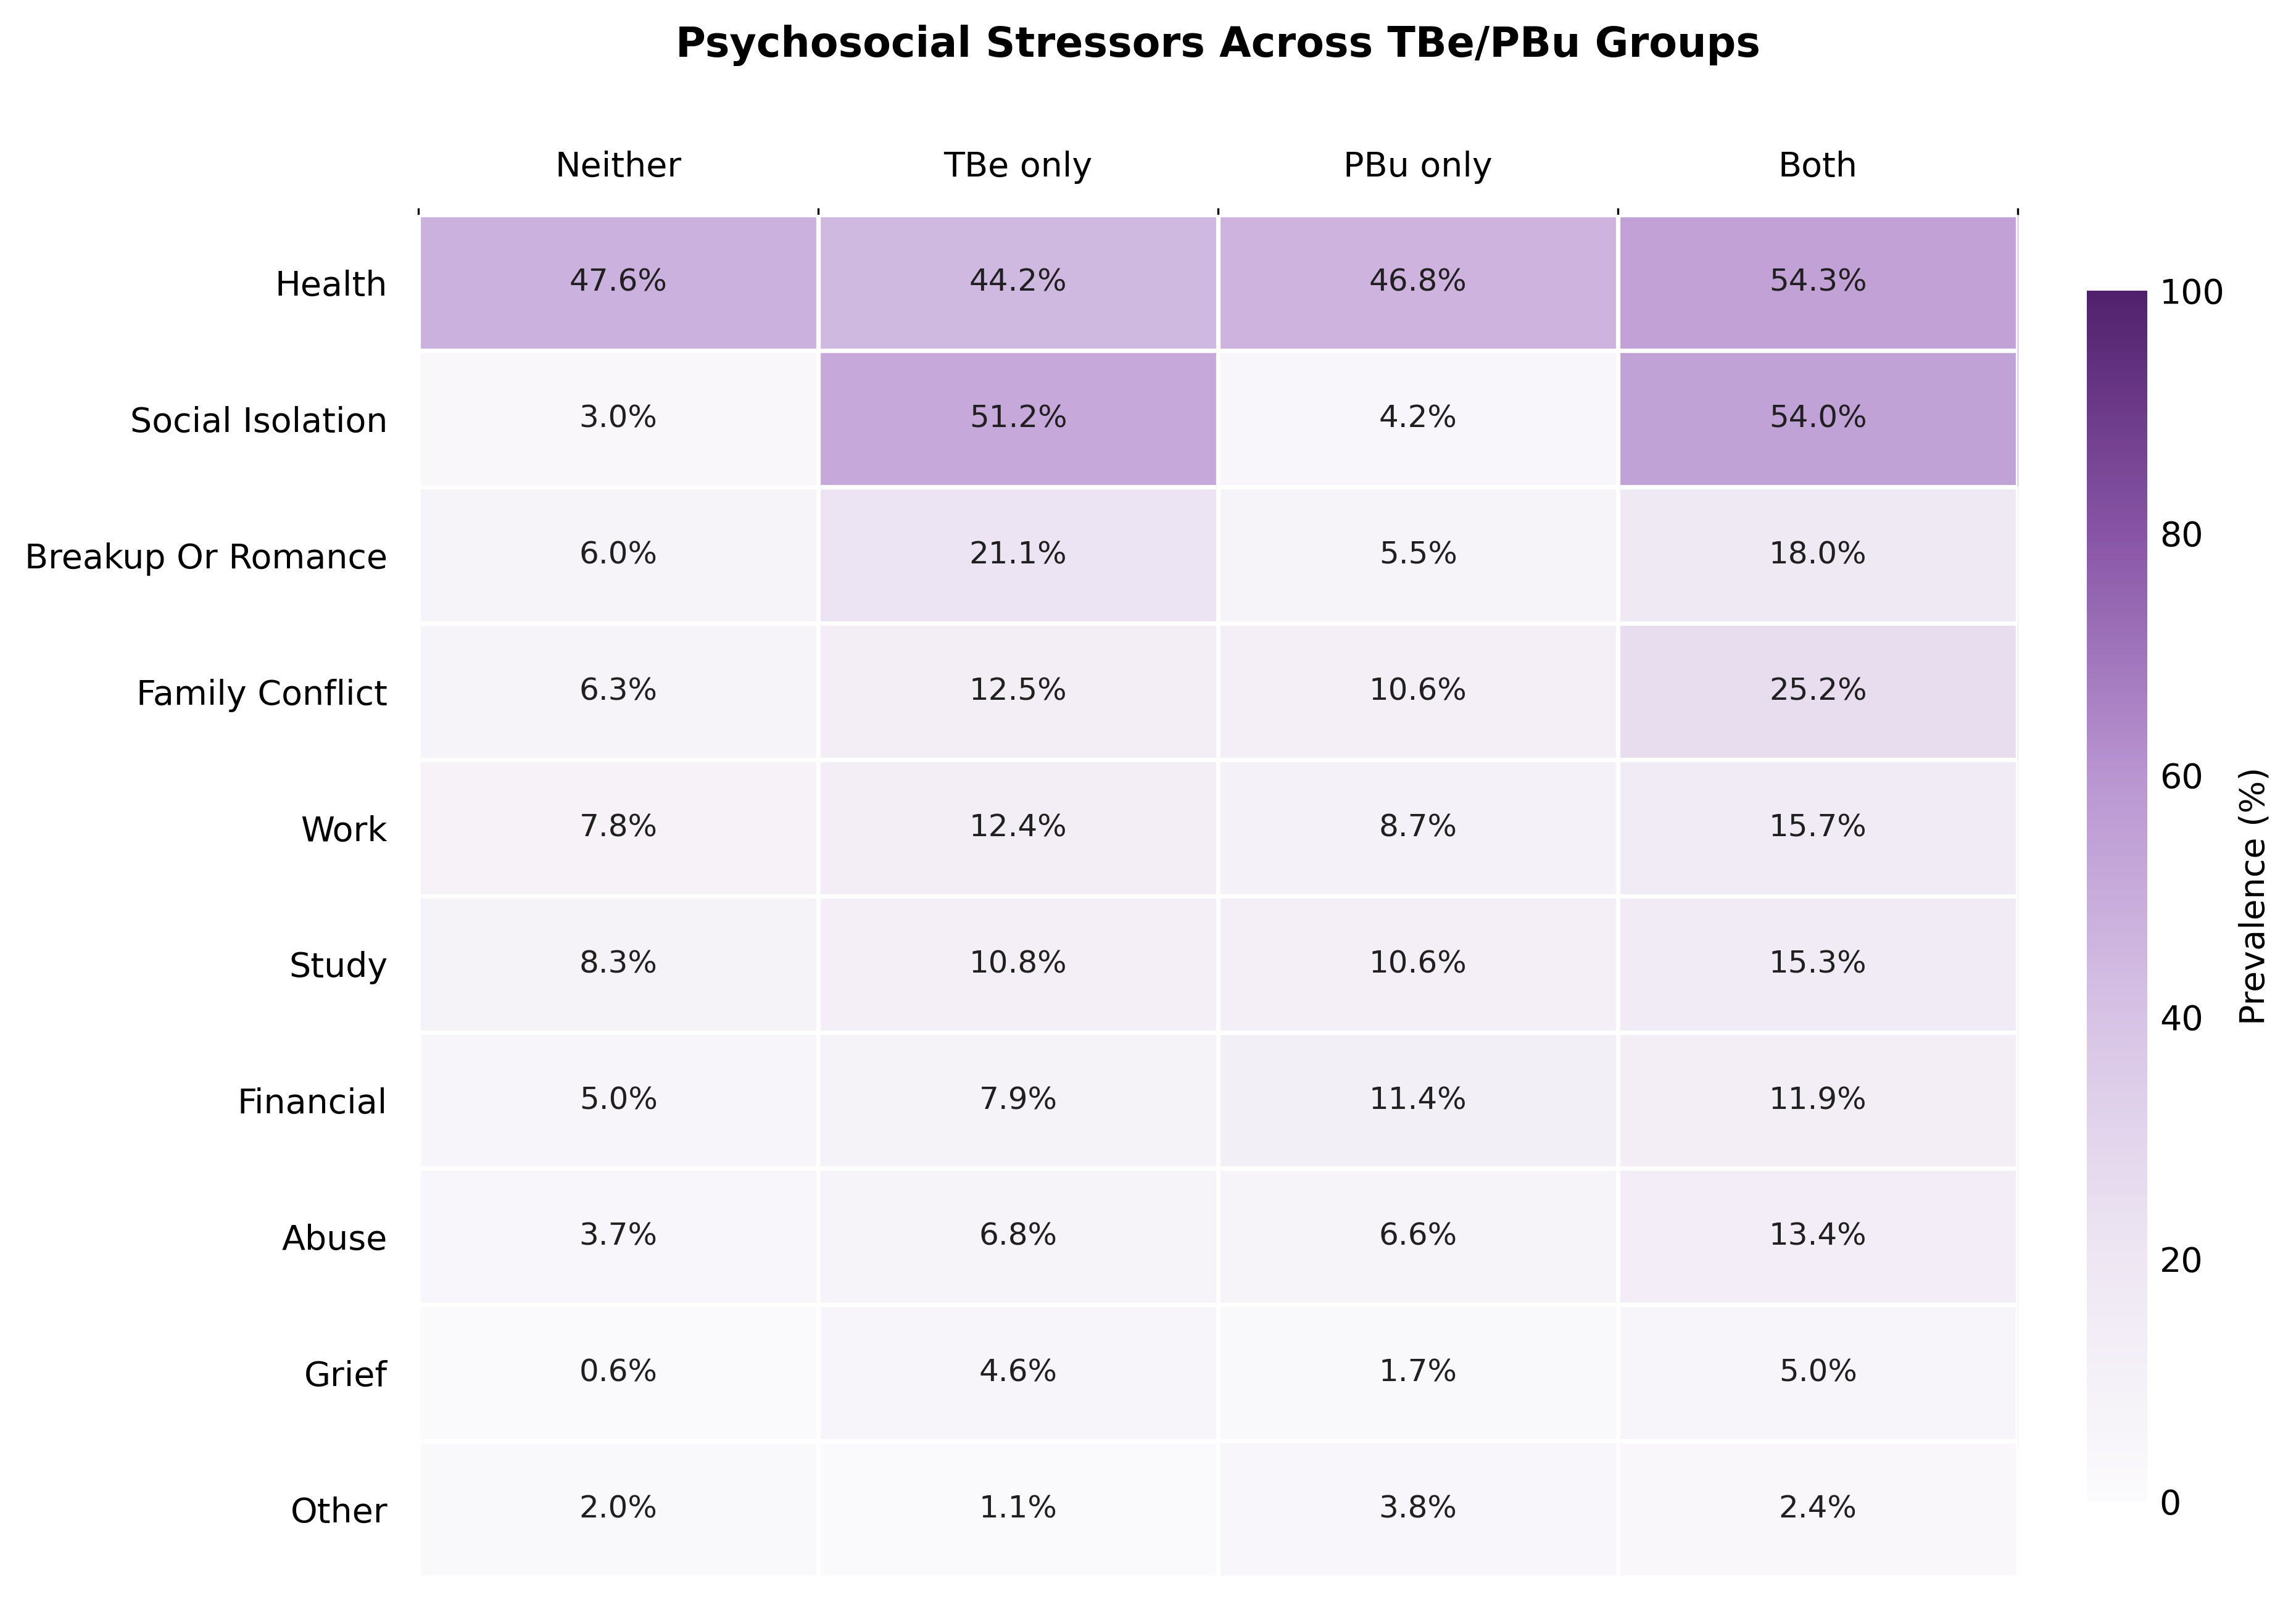 Psychosocial Stressors Across TBe/PBu Groups
Neither TBe only PBu only Both
Health 47.6% 44.2% 46.8% 54.3%
Social Isolation 3.0% 51.2% 4.2% 54.0%
Breakup Or Romance 6.0% 21.1% 5.5% 18.0%
Family Conflict 6.3% 12.5% 10.6% 25.2%
Work 7.8% 12.4% 8.7% 15.7%
Study 8.3% 10.8% 10.6% 15.3%
Financial 5.0% 7.9% 11.4% 11.9%
Abuse 3.7% 6.8% 6.6% 13.4%
Grief 0.6% 4.6% 1.7% 5.0%
Other 2.0% 1.1% 3.8% 2.4%
100
80
60
40
20
0
Prevalence (%)